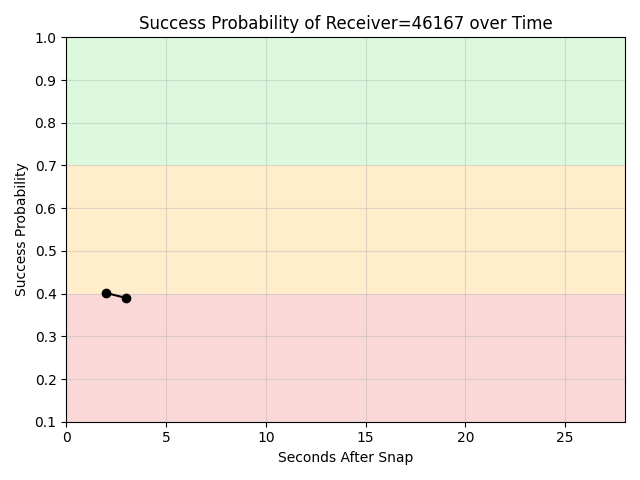 Success Probability of Receiver=46167 over Time
1.0
0.9
0.8
0.7
0.6
0.5
0.4
0.3
0.2
0.1
Success Probability
0 5 10 15 20 25
Seconds After Snap